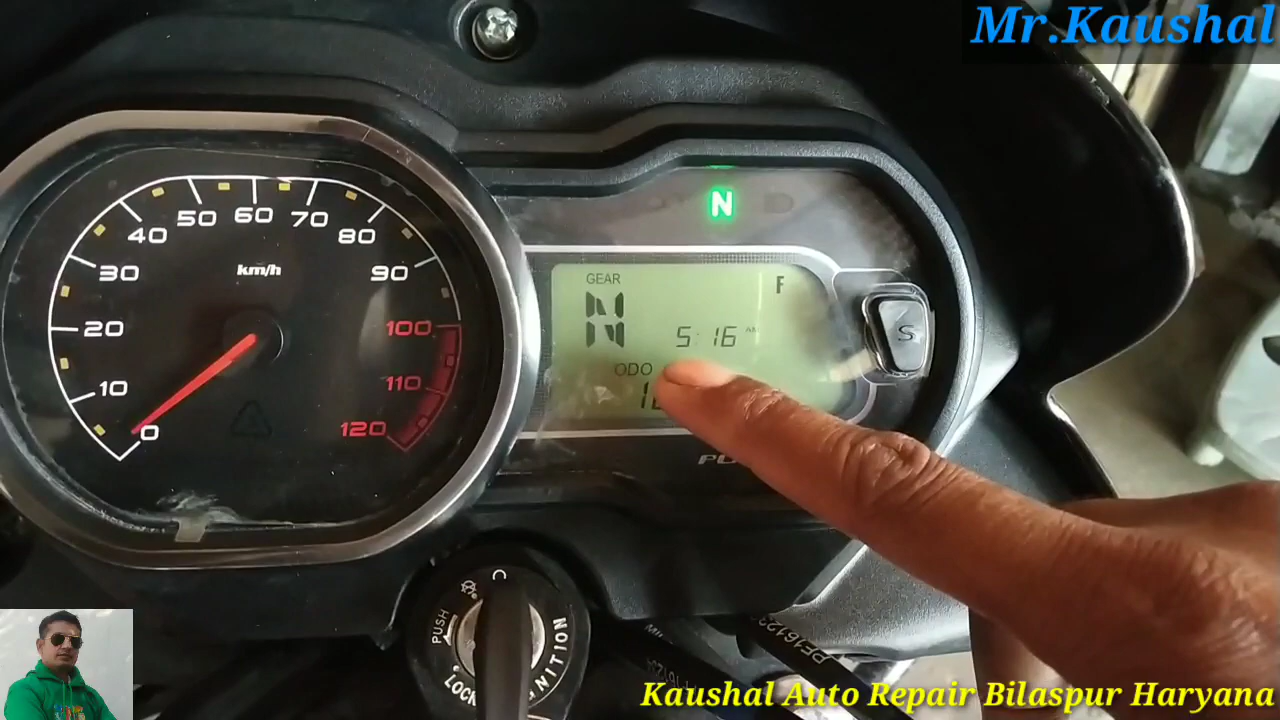 Mr.Kaushal
N
GEAR
F
N
5:16 AM
ODO
S
km/h
0
10
20
30
40
50
60
70
80
90
100
110
120
PUSH
LOCK
IGNITION
Kaushal Auto Repair Bilaspur Haryana